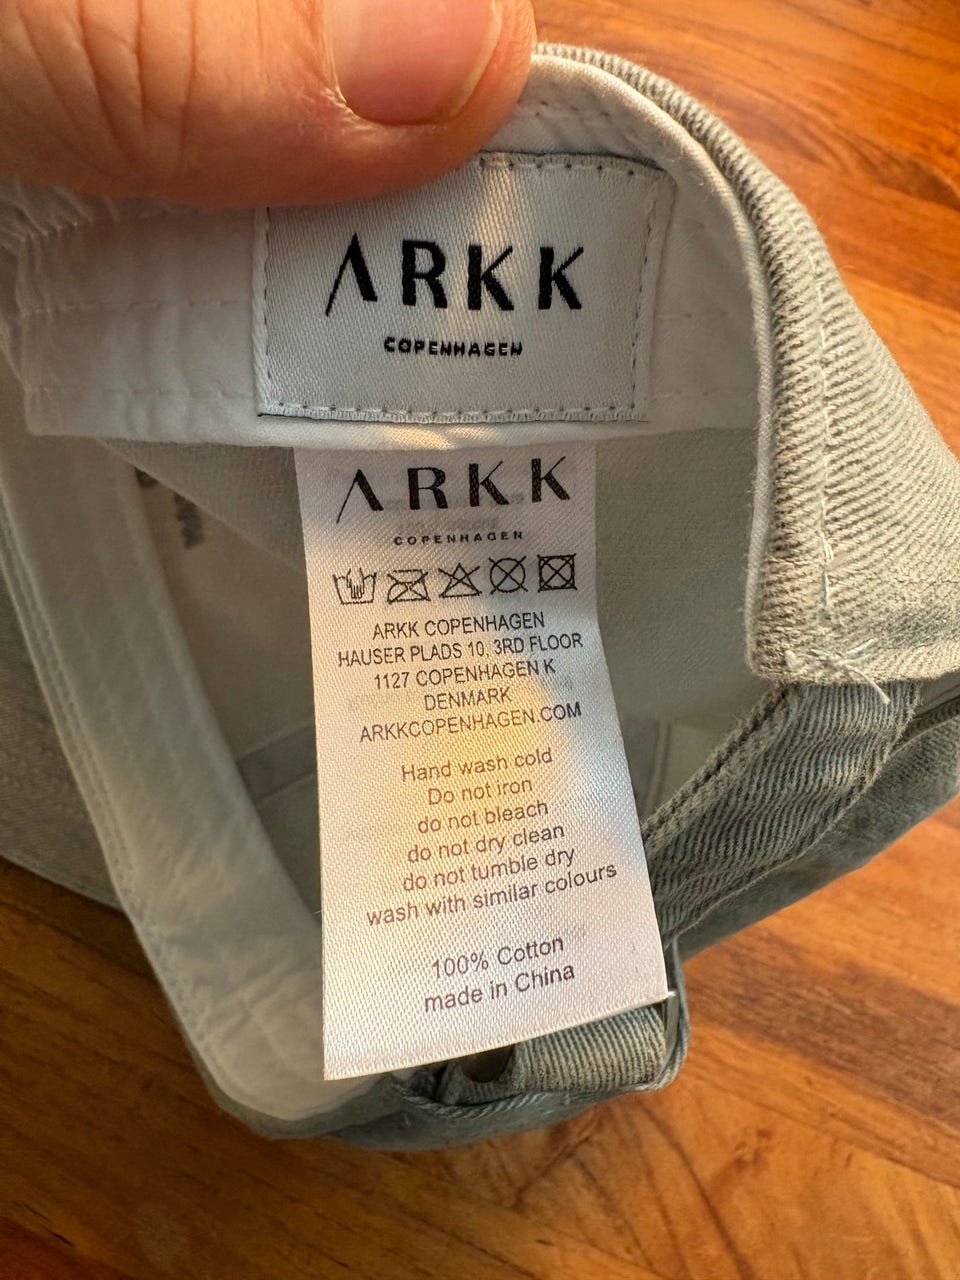 ARKK
COPENHAGEN
ARKK
COPENHAGEN
ARKK COPENHAGEN
HAUSER PLADS 10, 3RD FLOOR
1127 COPENHAGEN K
DENMARK
ARKKCOPENHAGEN.COM
Hand wash cold
Do not iron
do not bleach
do not dry clean
do not tumble dry
wash with similar colours
100% Cotton
made in China